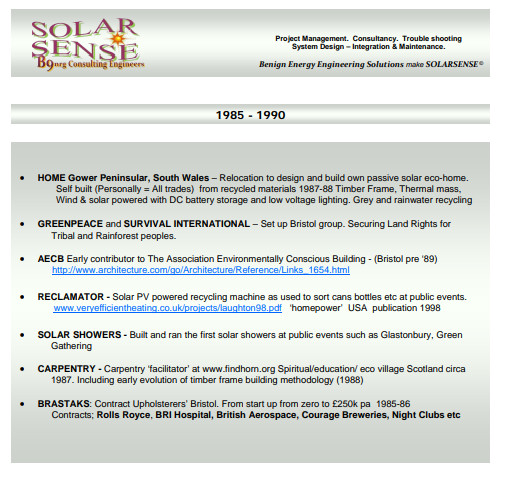 SOLAR
SENSE
B9nrg Consulting Engineers
Project Management. Consultancy. Trouble shooting
System Design – Integration & Maintenance.
Benign Energy Engineering Solutions make SOLARSENSE©
1985 - 1990
• HOME Gower Peninsular, South Wales – Relocation to design and build own passive solar eco-home.
Self built (Personally = All trades) from recycled materials 1987-88 Timber Frame, Thermal mass,
Wind & solar powered with DC battery storage and low voltage lighting. Grey and rainwater recycling
• GREENPEACE and SURVIVAL INTERNATIONAL – Set up Bristol group. Securing Land Rights for
Tribal and Rainforest peoples.
• AECB Early contributor to The Association Environmentally Conscious Building - (Bristol pre ‘89)
http://www.architecture.com/go/Architecture/Reference/Links_1654.html
• RECLAMATOR - Solar PV powered recycling machine as used to sort cans bottles etc at public events.
www.veryefficientheating.co.uk/projects/laughton98.pdf ‘homepower’ USA publication 1998
• SOLAR SHOWERS - Built and ran the first solar showers at public events such as Glastonbury, Green
Gathering
• CARPENTRY - Carpentry ‘facilitator’ at www.findhorn.org Spiritual/education/ eco village Scotland circa
1987. Including early evolution of timber frame building methodology (1988)
• BRASTAKS: Contract Upholsterers’ Bristol. From start up from zero to £250k pa 1985-86
Contracts; Rolls Royce, BRI Hospital, British Aerospace, Courage Breweries, Night Clubs etc